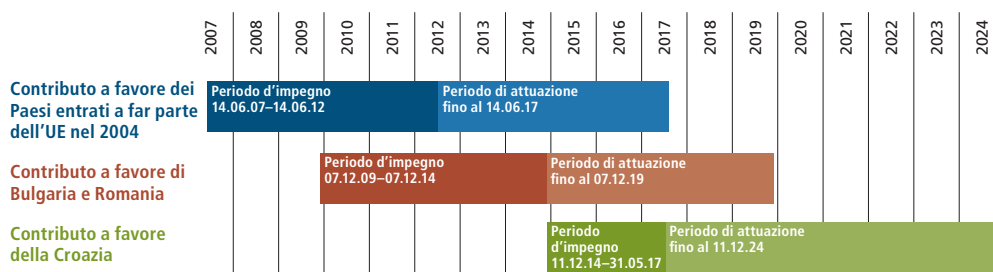 2007 2008 2009 2010 2011 2012 2013 2014 2015 2016 2017 2018 2019 2020 2021 2022 2023 2024
Contributo a favore dei
Paesi entrati a far parte
dell'UE nel 2004
Periodo d'impegno
14.06.07–14.06.12
Periodo di attuazione
fino al 14.06.17
Contributo a favore di
Bulgaria e Romania
Periodo d'impegno
07.12.09–07.12.14
Periodo di attuazione
fino al 07.12.19
Contributo a favore
della Croazia
Periodo
d'impegno
11.12.14–31.05.17
Periodo di attuazione
fino al 11.12.24